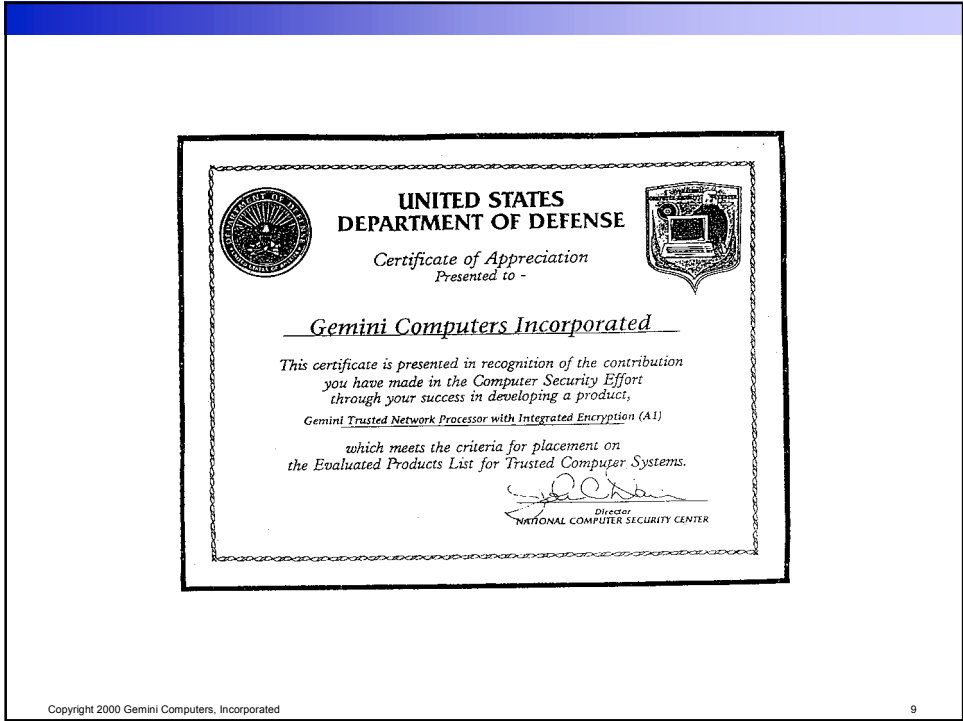 UNITED STATES
DEPARTMENT OF DEFENSE
Certificate of Appreciation
Presented to -
Gemini Computers Incorporated
This certificate is presented in recognition of the contribution
you have made in the Computer Security Effort
through your success in developing a product,
Gemini Trusted Network Processor with Integrated Encryption (A1)
which meets the criteria for placement on
the Evaluated Products List for Trusted Computer Systems.
Director
NATIONAL COMPUTER SECURITY CENTER
Copyright 2000 Gemini Computers, Incorporated
9